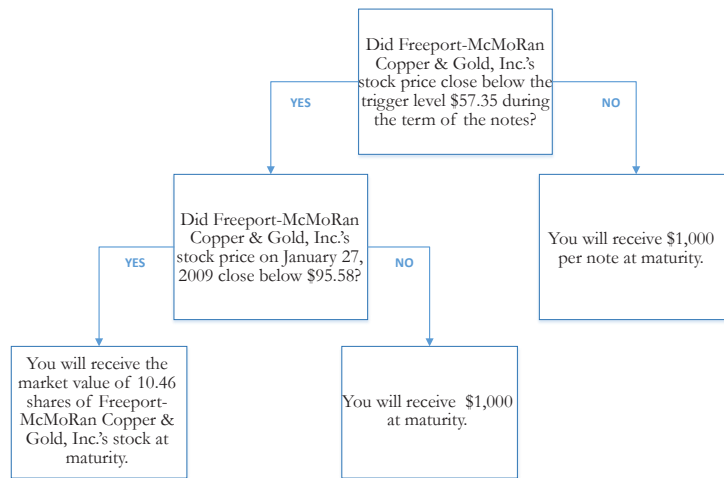 Did Freeport-McMoRan
Copper & Gold, Inc.'s
stock price close below the
trigger level $57.35 during
the term of the notes?
YES
NO
Did Freeport-McMoRan
Copper & Gold, Inc.'s
stock price on January 27,
2009 close below $95.58?
You will receive $1,000
per note at maturity.
YES
NO
You will receive the
market value of 10.46
shares of Freeport-
McMoRan Copper &
Gold, Inc.'s stock at
maturity.
You will receive $1,000
at maturity.